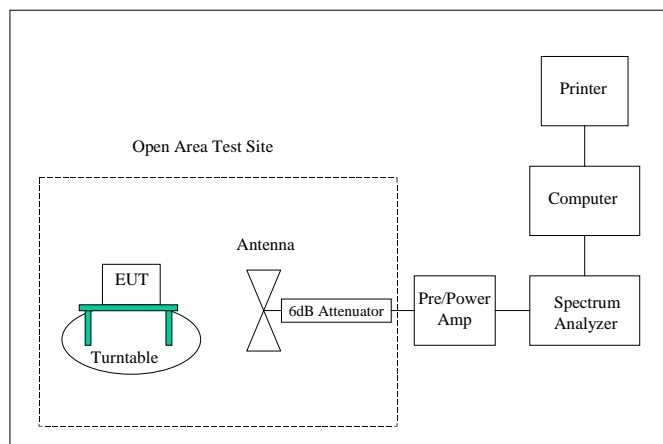 Printer
Open Area Test Site
Computer
Antenna
EUT
6dB Attenuator
Pre/Power
Amp
Spectrum
Analyzer
Turntable